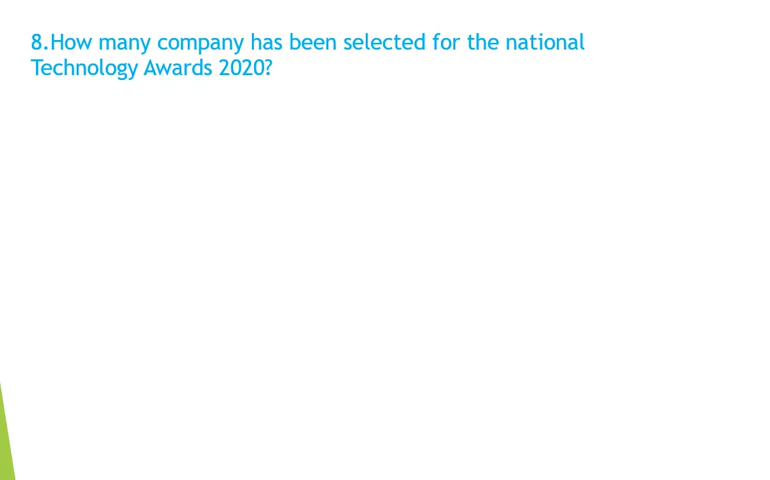 8.How many company has been selected for the national
Technology Awards 2020?